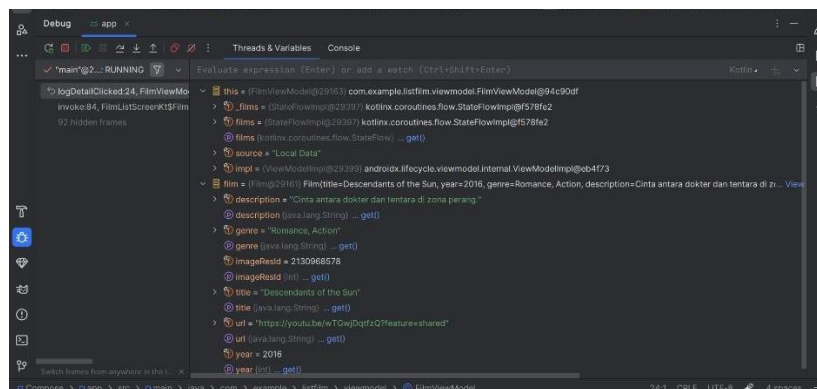 Debug app
Threads & Variables Console
"main"@2...: RUNNING
Evaluate expression (Enter) or add a watch (Ctrl+Shift+Enter)
Kotlin
logDetailClicked:24, FilmViewMo
invoke:84, FilmListScreenKt$Film
92 hidden frames
this = {FilmViewModel@29163} com.example.listfilm.viewmodel.FilmViewModel@94c90df
_films = {StateFlowImpl@29397} kotlinx.coroutines.flow.StateFlowImpl@f578fe2
films = {StateFlowImpl@29397} kotlinx.coroutines.flow.StateFlowImpl@f578fe2
films (kotlinx.coroutines.flow.StateFlow) ... get()
source = "Local Data"
impl = {ViewModelImpl@29399} androidx.lifecycle.viewmodel.internal.ViewModelImpl@eb4f73
film = {Film@29161} Film(title=Descendants of the Sun, year=2016, genre=Romance, Action, description=Cinta antara dokter dan tentara di zo... View
description = "Cinta antara dokter dan tentara di zona perang."
description (java.lang.String) ... get()
genre = "Romance, Action"
genre (java.lang.String) ... get()
imageResId = 2130968578
imageResId (int) ... get()
title = "Descendants of the Sun"
title (java.lang.String) ... get()
url = "https://youtu.be/wTGwjDqtfzQ?feature=shared"
url (java.lang.String) ... get()
year = 2016
year (int) ... get()
Switch frames from anywhere in the I...
Compose > app > src > main > java > com > example > listfilm > viewmodel > FilmViewModel
24:1 CRLF UTF-8 4 spaces